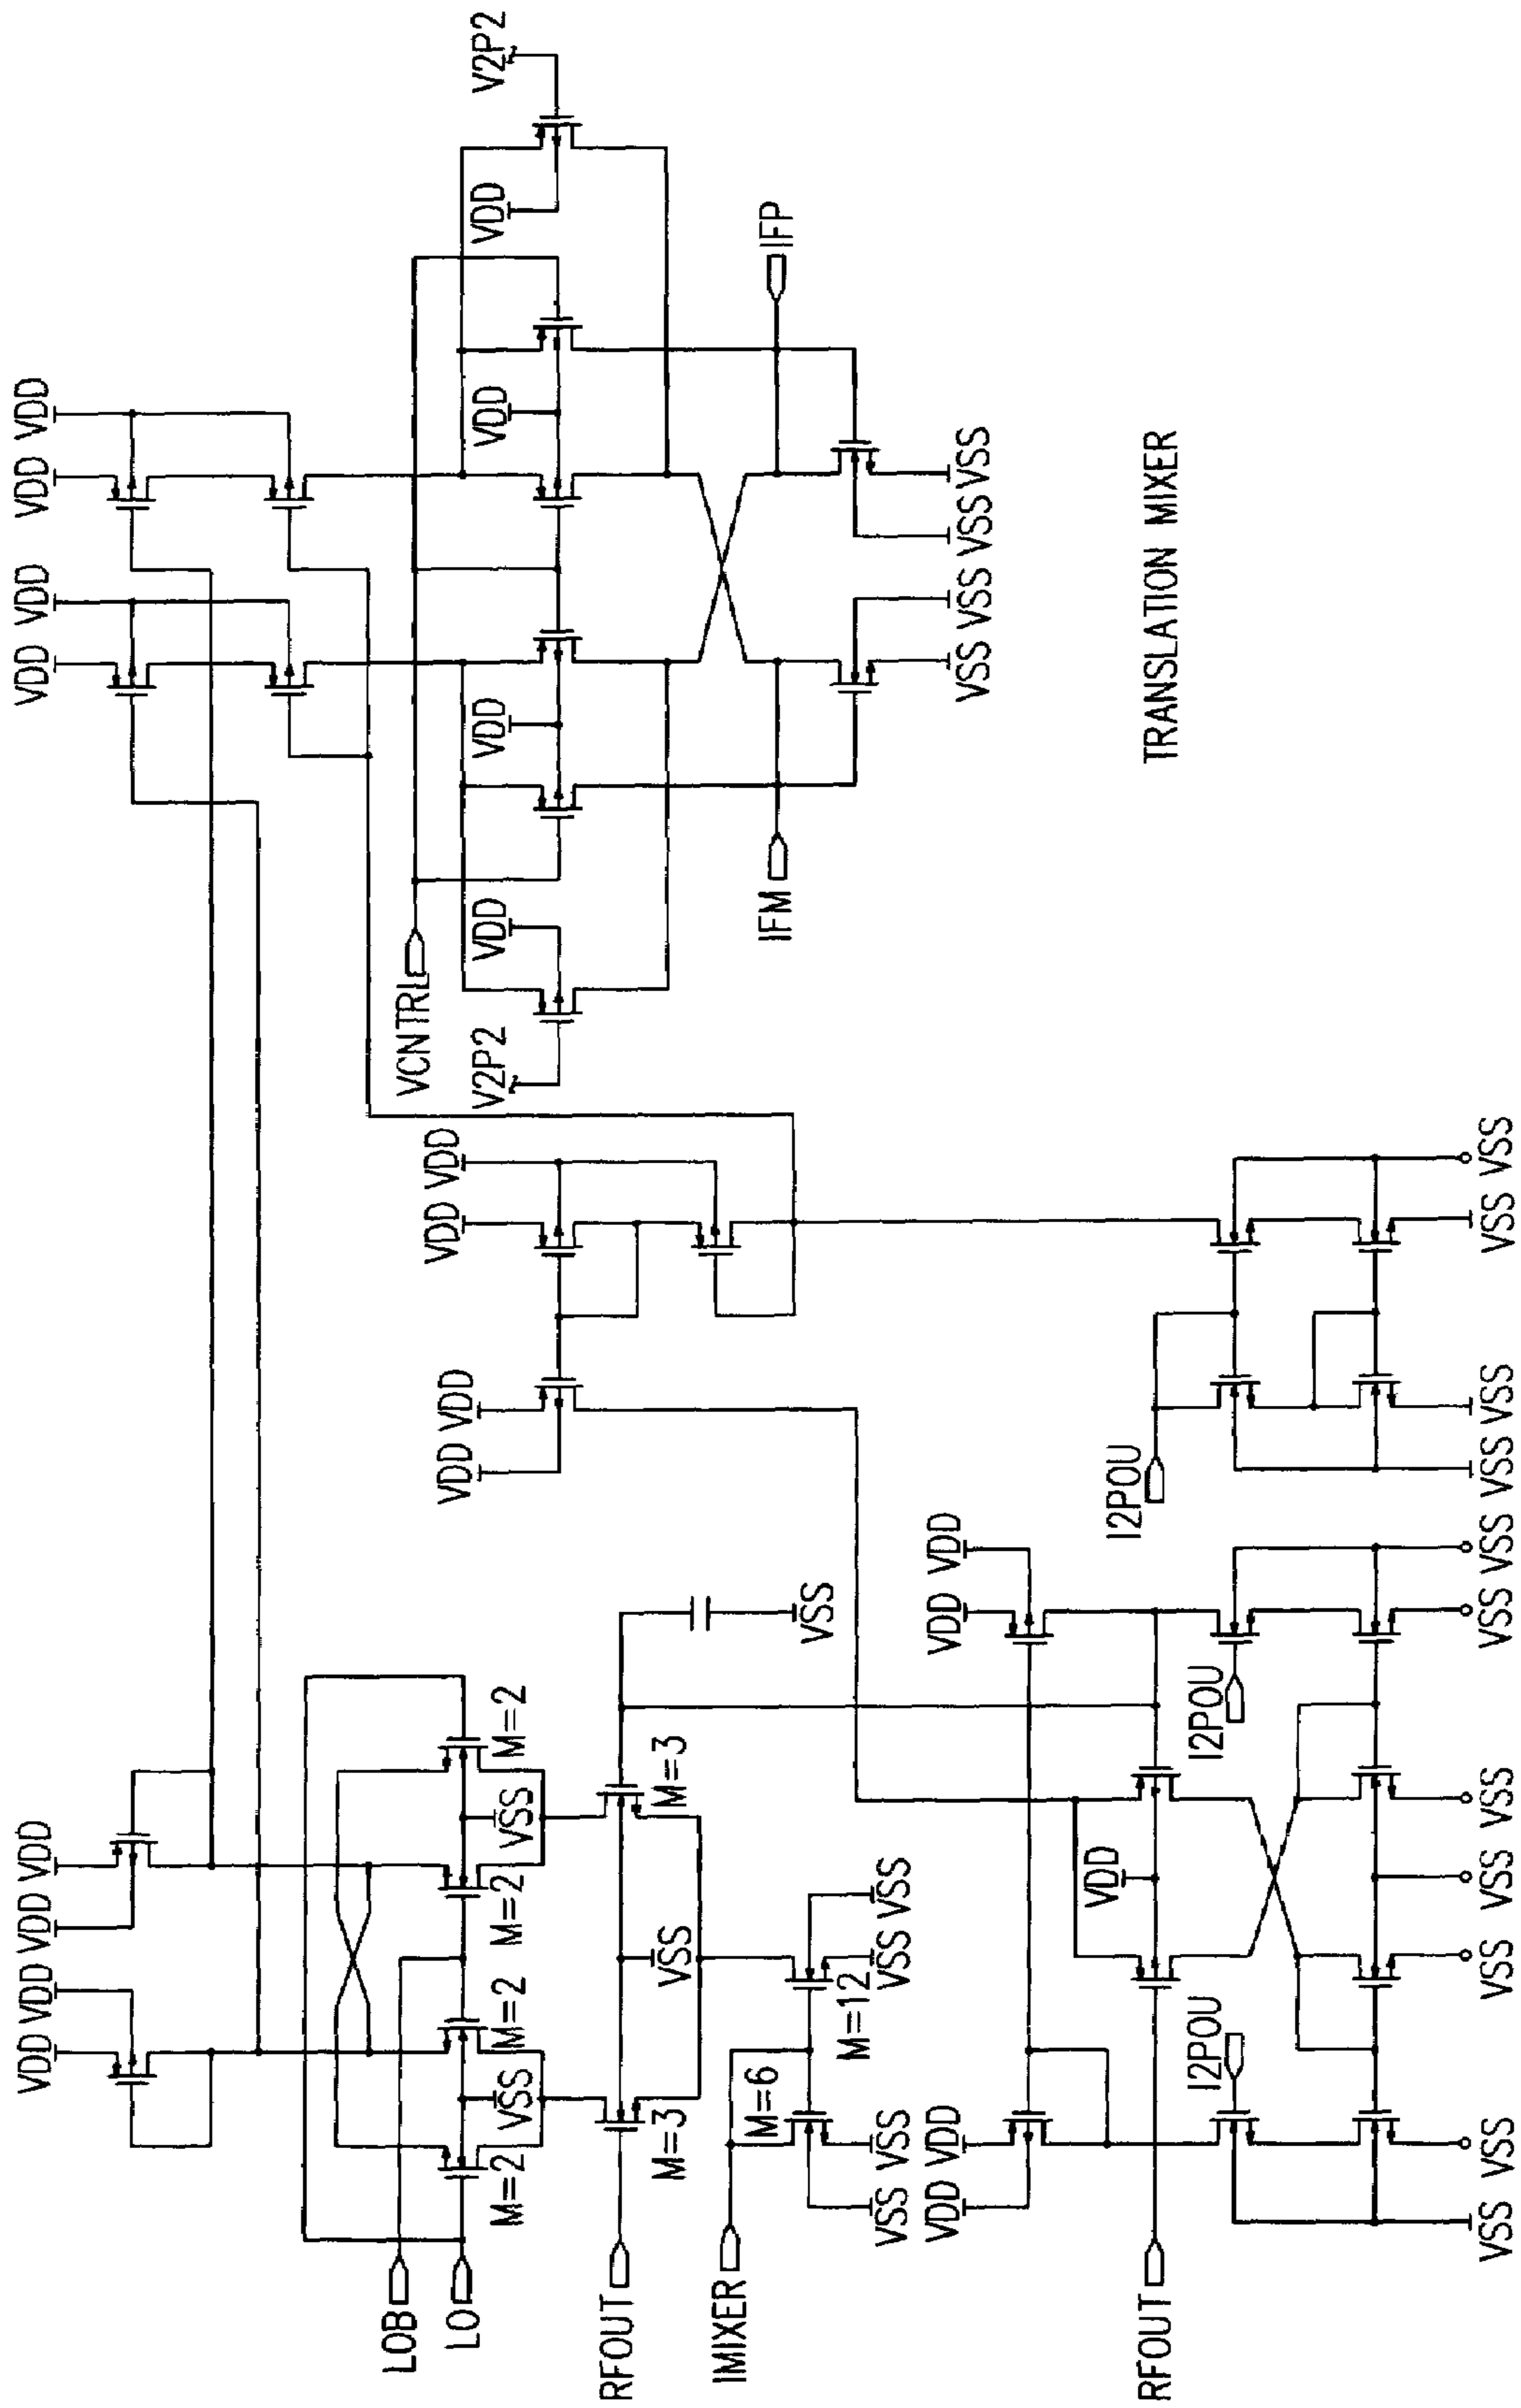 VDD VDD VDD VDD
VDD VDD
VDD VDD
LOB
VCNTRL
LO
VDD VDD
VDD VDD
V2P2
VDD
VDD
VDD
VDD
V2P2
M=2
VSS
M=2
M=2
VSS
M=2
RFOUT
M=3
VSS
M=3
IMIXER
M=6
IFM
IFP
VSS
M=12
VSS VSS
VSS VSS
VDD VDD
VDD VDD
VSS VSS VSS VSS
VDD
I2POU
RFOUT
TRANSLATION MIXER
I2POU
I2POU
VSS VSS
VSS
VSS
VSS
VSS VSS
VSS VSS
VSS VSS